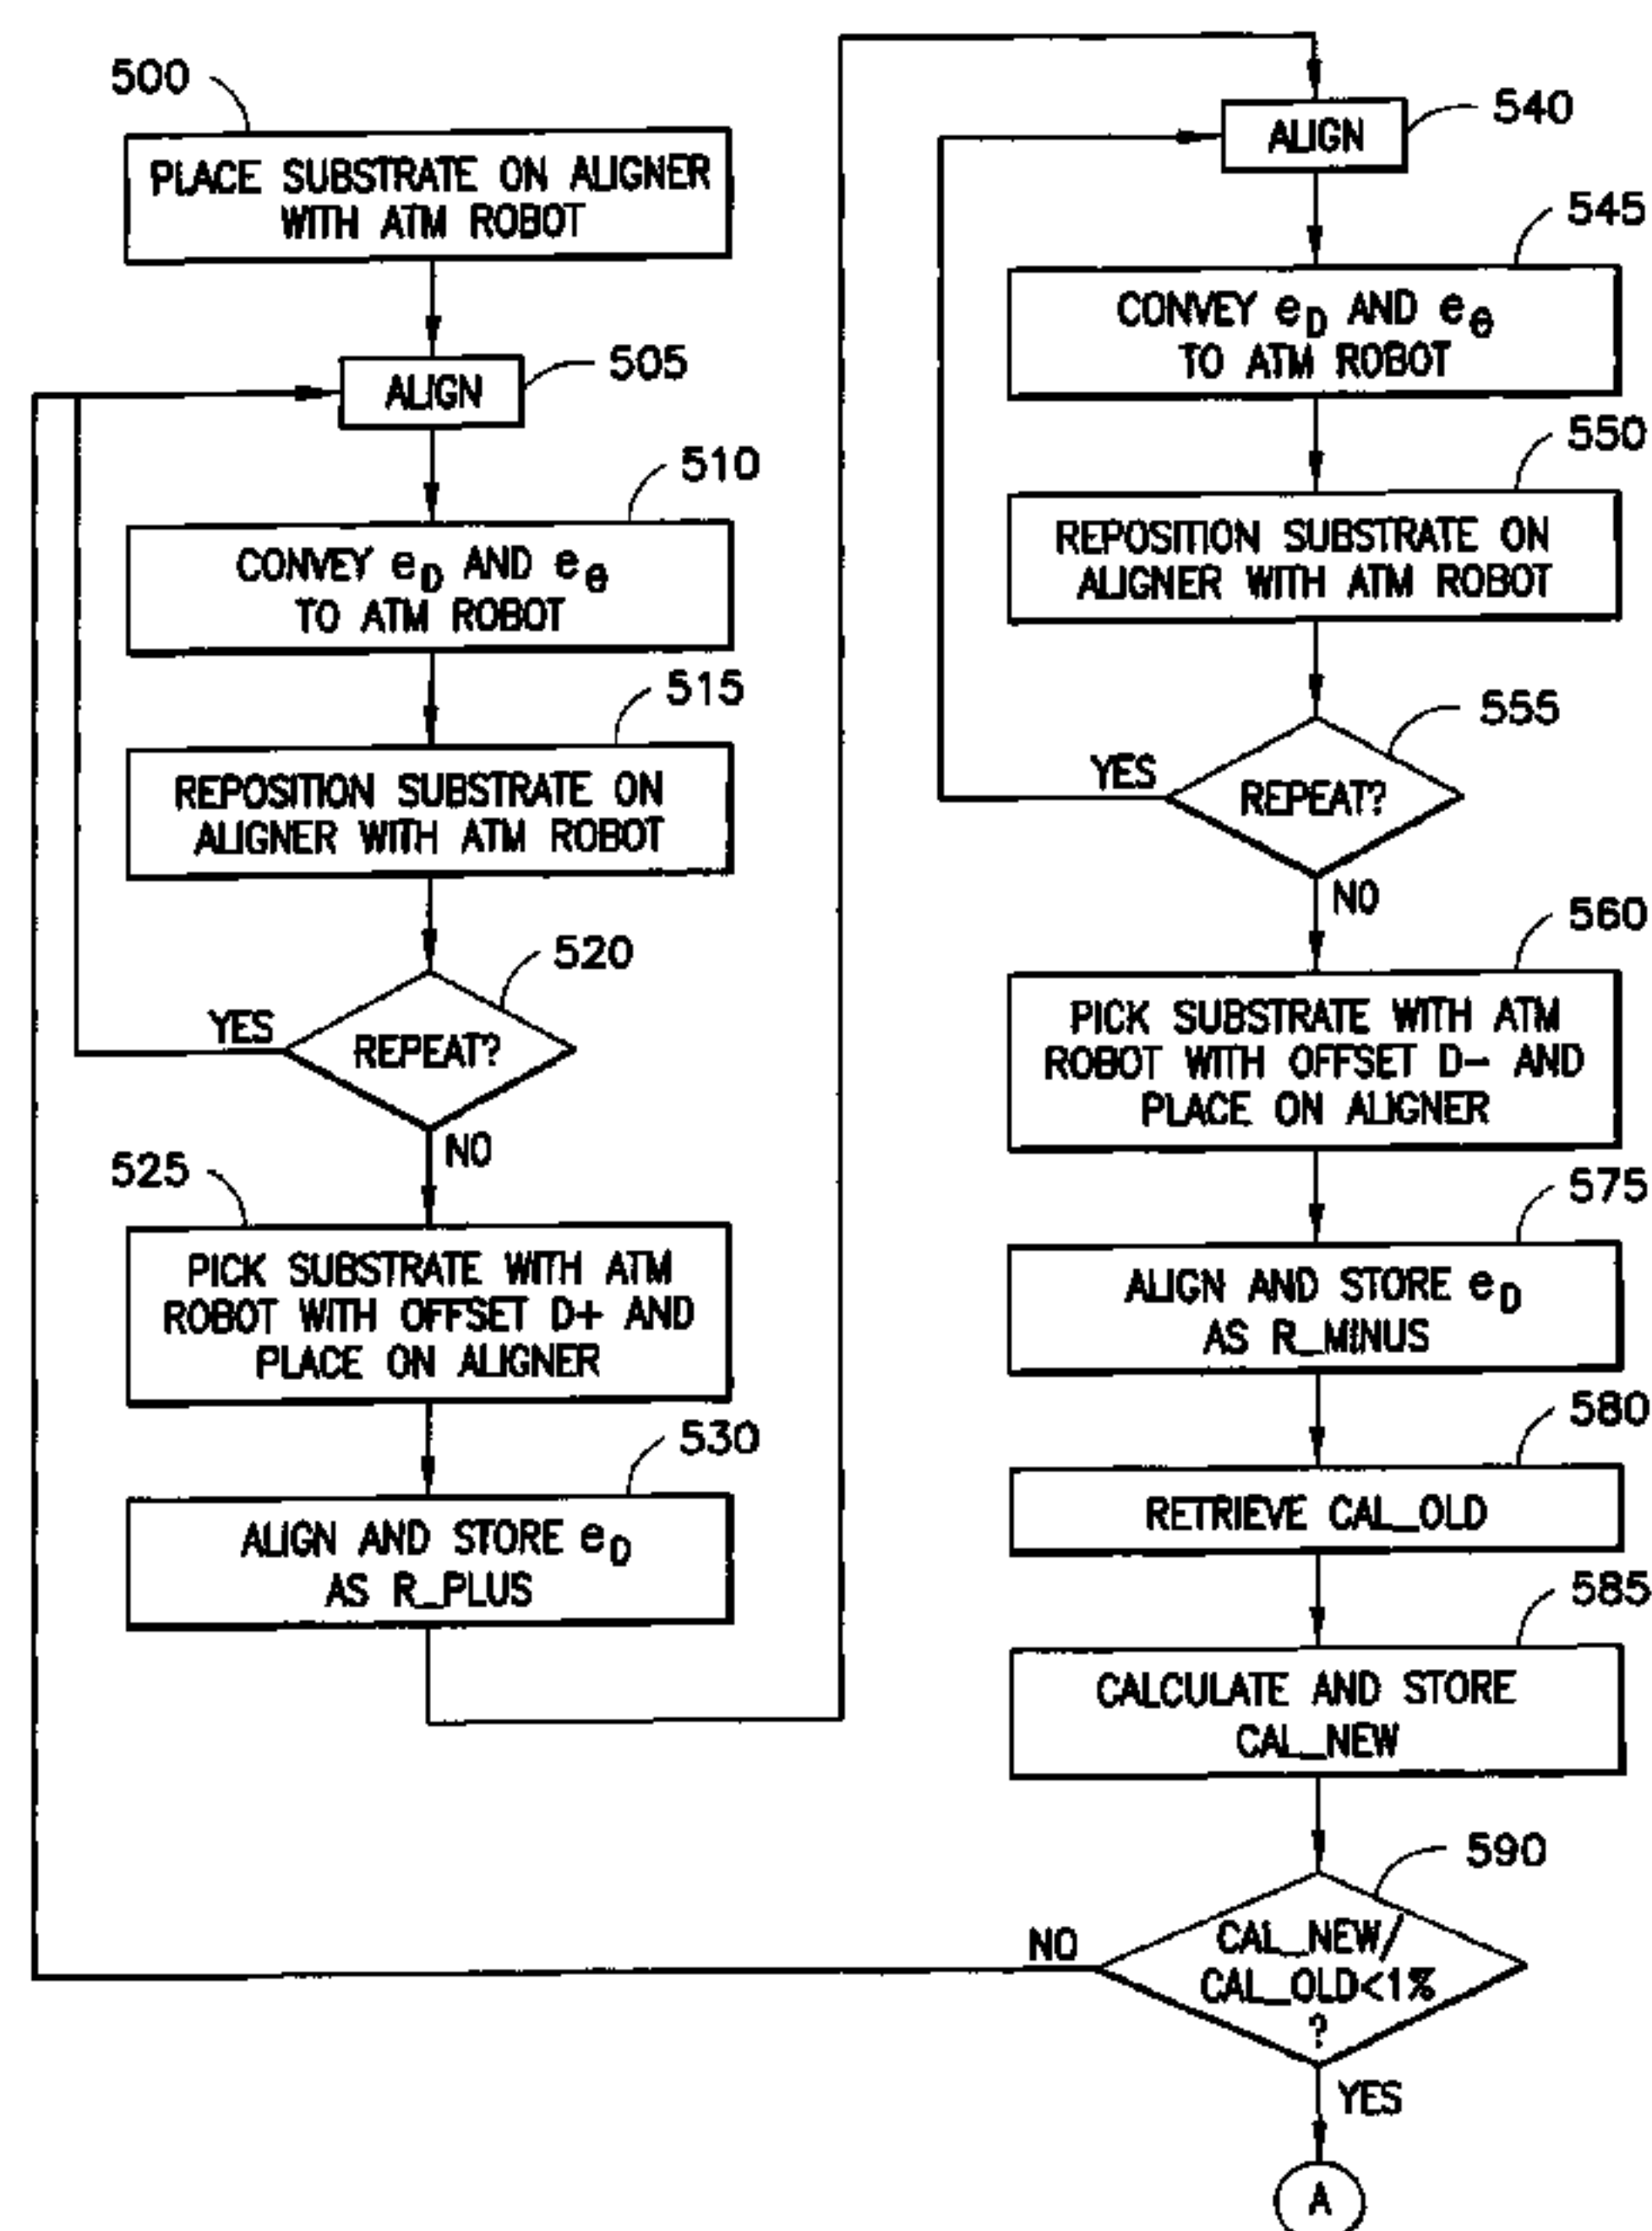 500
PLACE SUBSTRATE ON ALIGNER
WITH ATM ROBOT
505
ALIGN
510
CONVEY eD AND eθ
TO ATM ROBOT
515
REPOSITION SUBSTRATE ON
ALIGNER WITH ATM ROBOT
520
REPEAT?
YES
NO
525
PICK SUBSTRATE WITH ATM
ROBOT WITH OFFSET D+ AND
PLACE ON ALIGNER
530
ALIGN AND STORE eD
AS R_PLUS
540
ALIGN
545
CONVEY eD AND eθ
TO ATM ROBOT
550
REPOSITION SUBSTRATE ON
ALIGNER WITH ATM ROBOT
555
REPEAT?
YES
NO
560
PICK SUBSTRATE WITH ATM
ROBOT WITH OFFSET D- AND
PLACE ON ALIGNER
575
ALIGN AND STORE eD
AS R_MINUS
580
RETRIEVE CAL_OLD
585
CALCULATE AND STORE
CAL_NEW
590
CAL_NEW/
CAL_OLD<1%
?
NO
YES
A